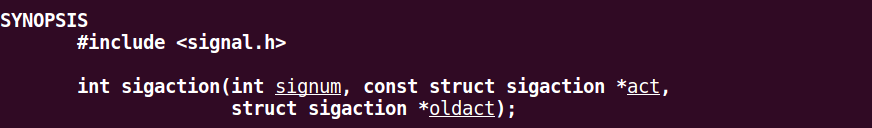 SYNOPSIS
#include <signal.h>
int sigaction(int signum, const struct sigaction *act,
struct sigaction *oldact);